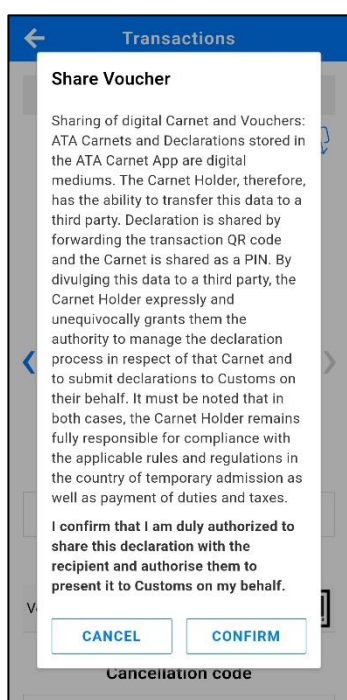 Transactions
Share Voucher
Sharing of digital Carnet and Vouchers:
ATA Carnets and Declarations stored in
the ATA Carnet App are digital
mediums. The Carnet Holder, therefore,
has the ability to transfer this data to a
third party. Declaration is shared by
forwarding the transaction QR code
and the Carnet is shared as a PIN. By
divulging this data to a third party, the
Carnet Holder expressly and
unequivocally grants them the
authority to manage the declaration
process in respect of that Carnet and
to submit declarations to Customs on
their behalf. It must be noted that in
both cases, the Carnet Holder remains
fully responsible for compliance with
the applicable rules and regulations in
the country of temporary admission as
well as payment of duties and taxes.
I confirm that I am duly authorized to
share this declaration with the
recipient and authorise them to
present it to Customs on my behalf.
CANCEL CONFIRM
Cancellation code